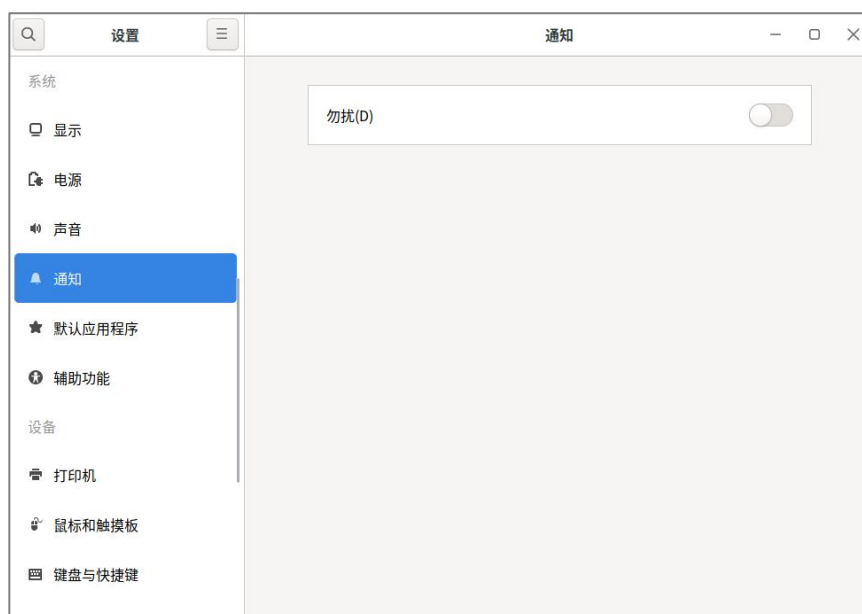 设置
通知
系统
显示
电源
声音
通知
默认应用程序
辅助功能
设备
打印机
鼠标和触摸板
键盘与快捷键
勿扰(D)